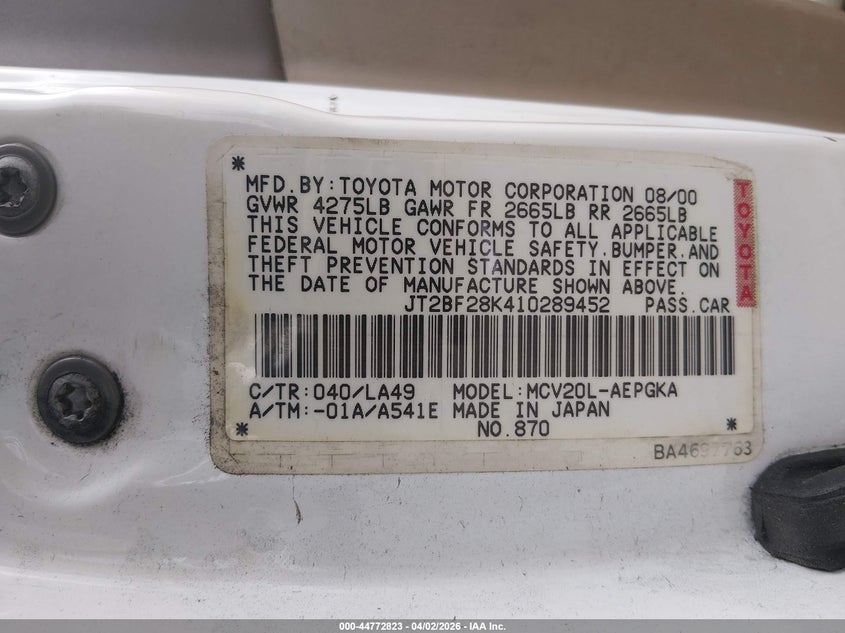 *
MFD.BY:TOYOTA MOTOR CORPORATION 08/00
GVWR 4275LB GAWR FR 2665LB RR 2665LB
THIS VEHICLE CONFORMS TO ALL APPLICABLE
FEDERAL MOTOR VEHICLE SAFETY,BUMPER,AND
THEFT PREVENTION STANDARDS IN EFFECT ON
THE DATE OF MANUFACTURE SHOWN ABOVE.
JT2BF28K410289452 PASS.CAR
TOYOTA
C/TR:040/LA49 MODEL:MCV20L-AEPGKA
A/TM:-01A/A541E MADE IN JAPAN
* NO.870 *
BA4697763
000-44772823 | 04/02/2026 - IAA Inc.